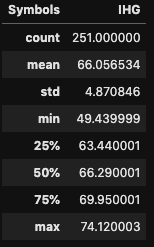 Symbols IHG
count 251.000000
mean 66.056534
std 4.870846
min 49.439999
25% 63.440001
50% 66.290001
75% 69.950001
max 74.120003